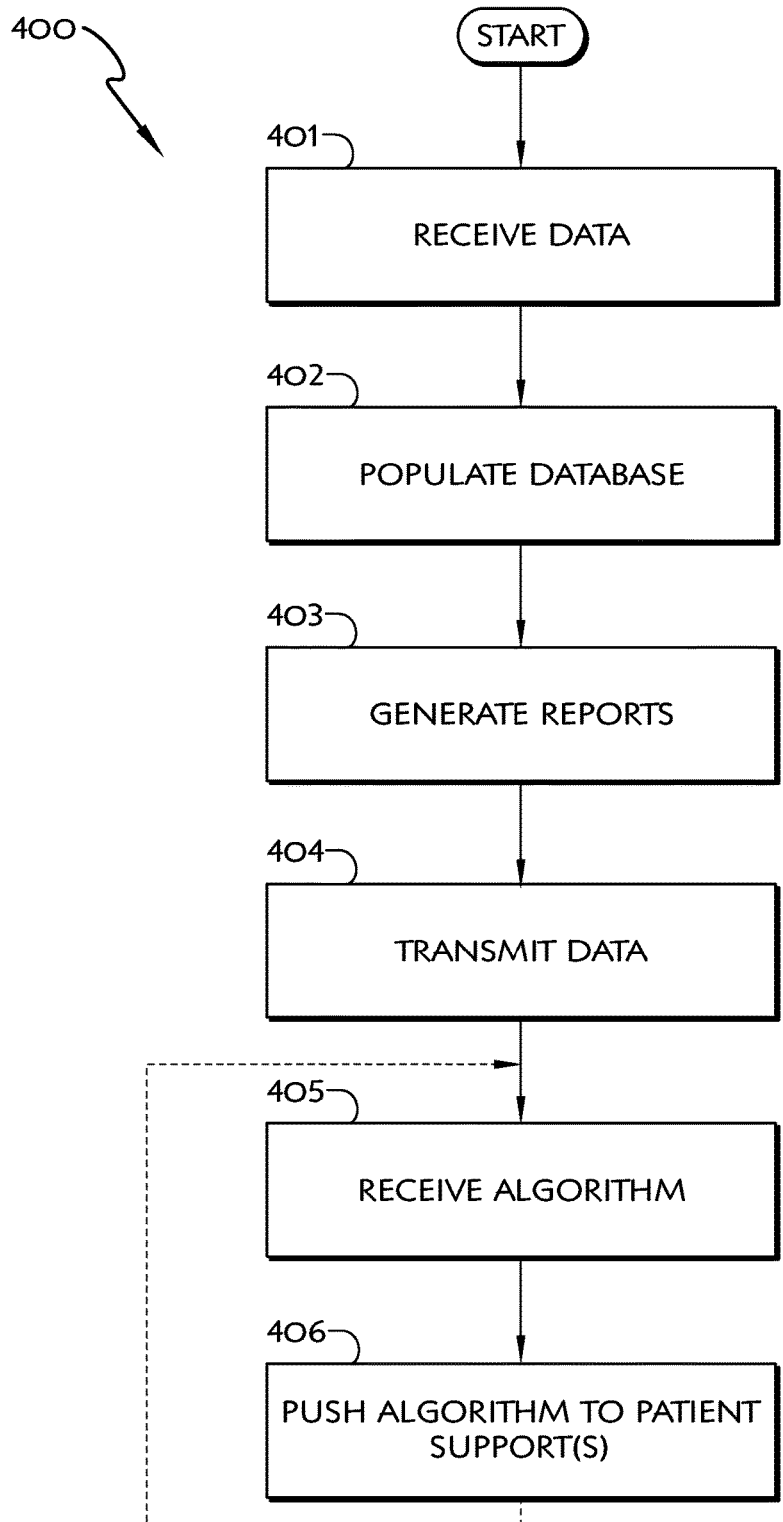 400
START
401
RECEIVE DATA
402
POPULATE DATABASE
403
GENERATE REPORTS
404
TRANSMIT DATA
405
RECEIVE ALGORITHM
406
PUSH ALGORITHM TO PATIENT
SUPPORT(S)